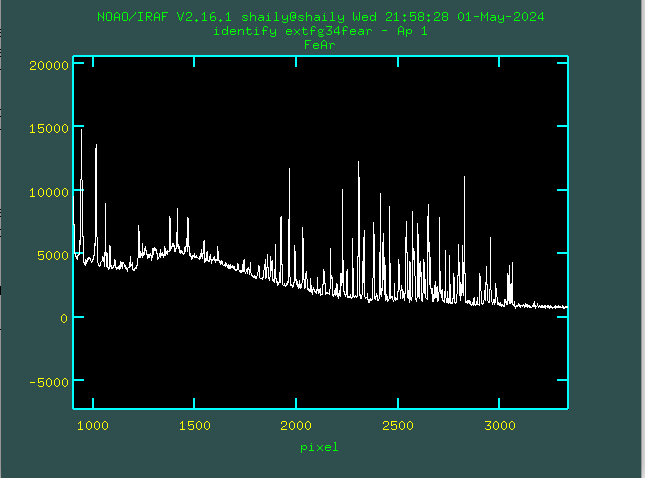 NOAO/IRAF V2.16.1 shaily@shaily Wed 21:58:28 01-May-2024
identify extfg34fear - Ap 1
FeAr
20000
15000
10000
5000
0
-5000
1000 1500 2000 2500 3000
pixel